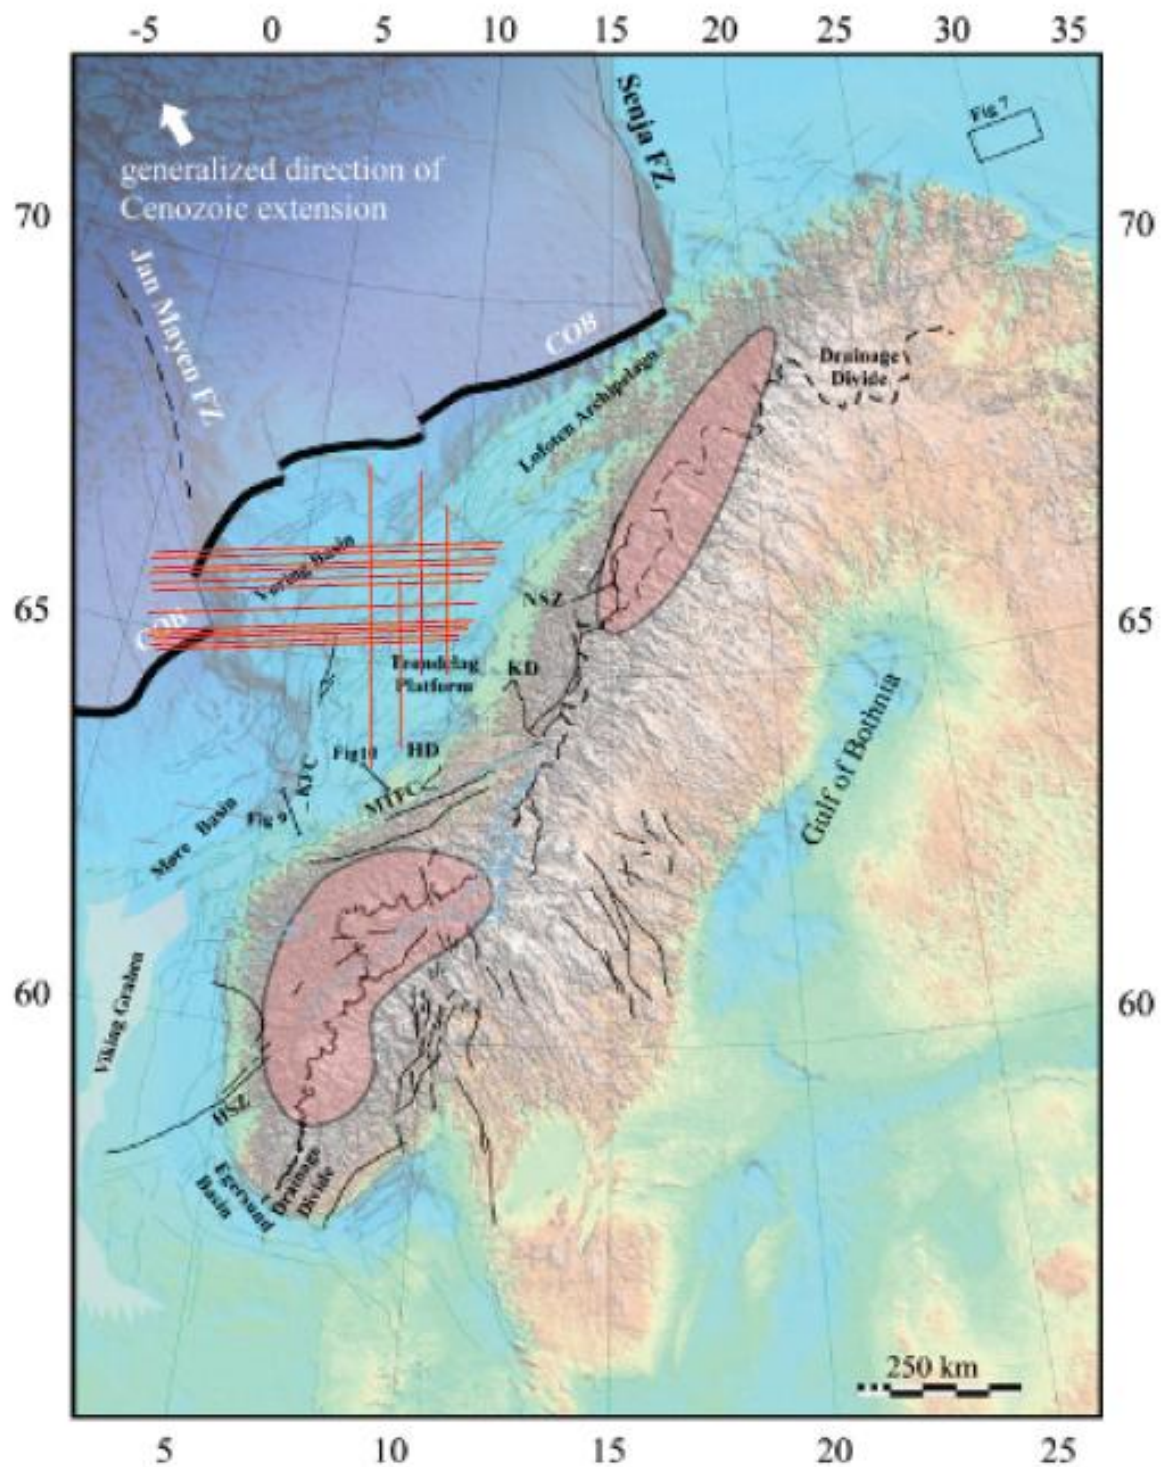 -5 0 5 10 15 20 25 30 35
Senja FZ
Fig 7
generalized direction of
Cenozoic extension
70
70
Jan Mayen FZ
COB
Drainage
Divide
Lofoten Archipelago
Vøring Basin
NSZ
65
65
COB
Trøndelag
Platform
KD
Gulf of Bothnia
Fig10
HD
KFC
MTFC
Fig 9
Møre Basin
60
60
Viking Graben
HSZ
Egersund
Basin
Drainage
Divide
250 km
5 10 15 20 25